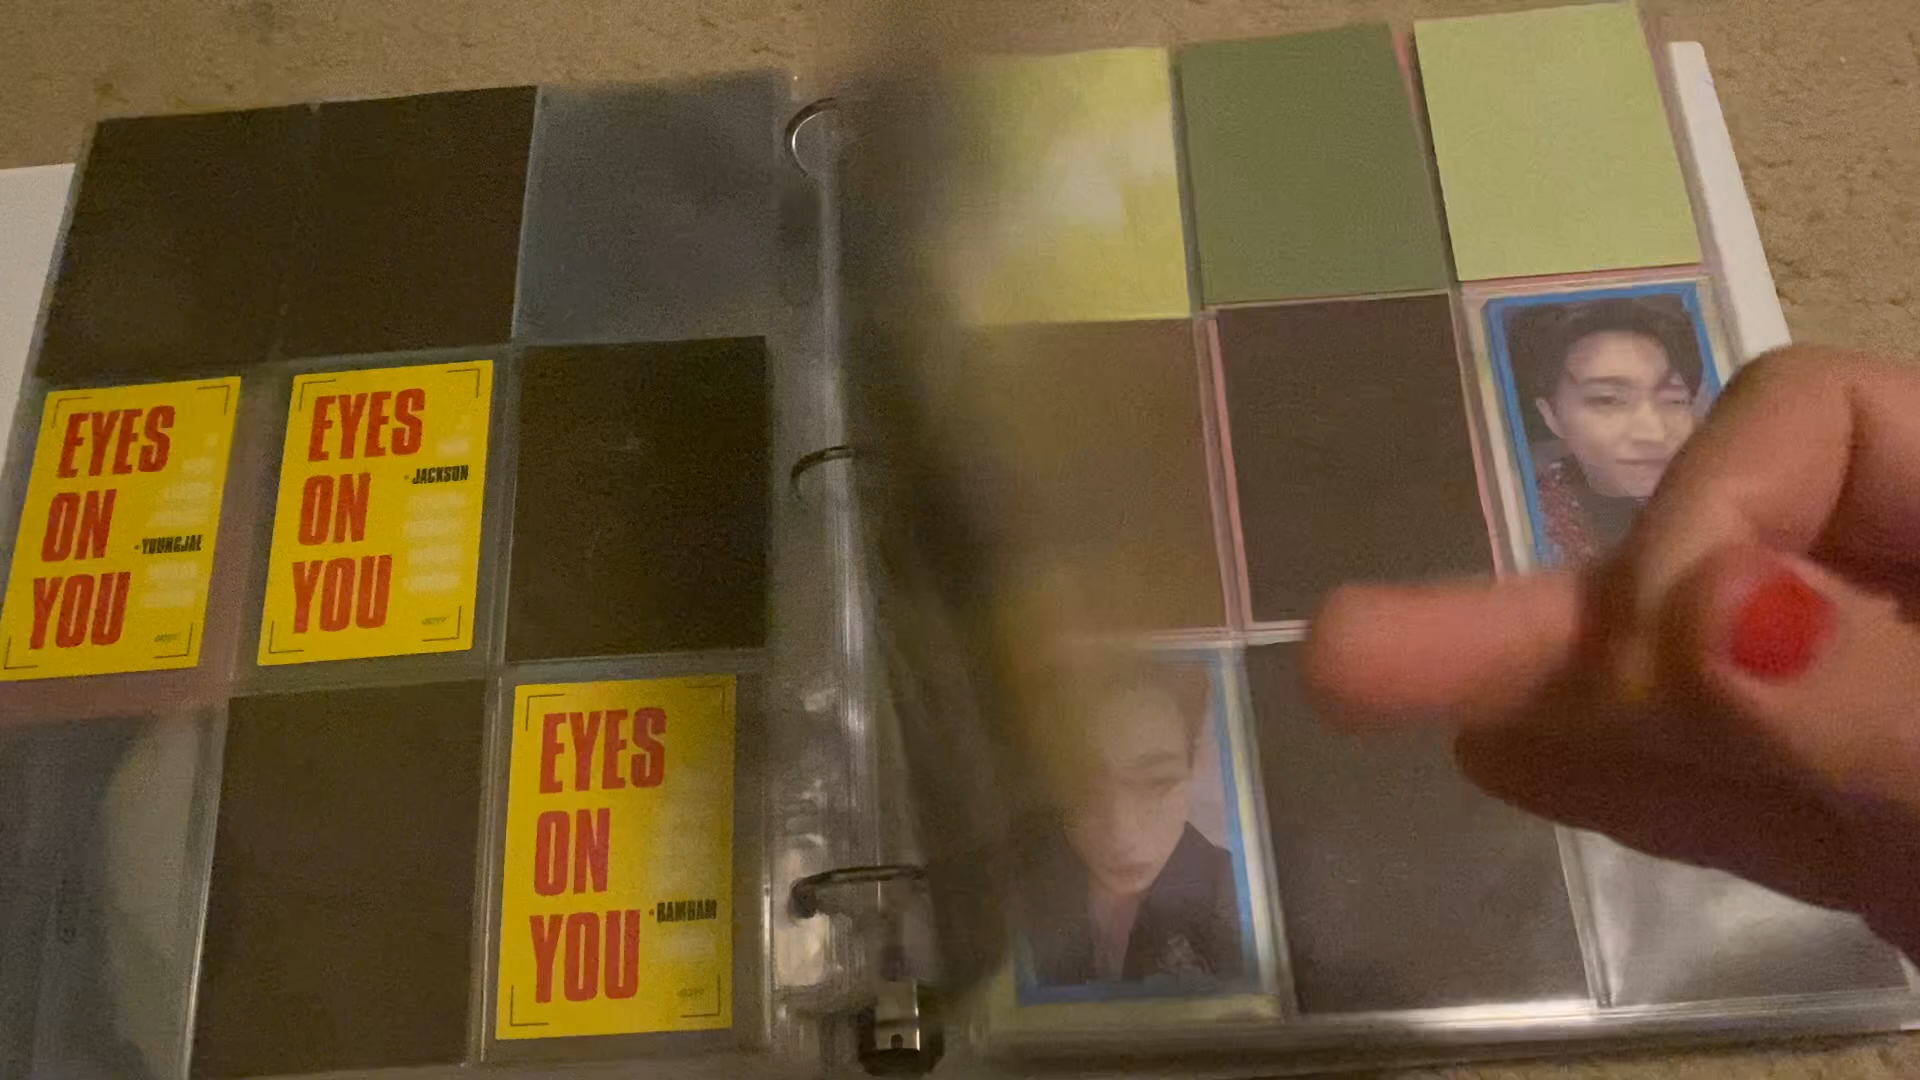 EYES
ON
YOU
• YOUNGJAE
EYES
ON
YOU
• JACKSON
EYES
ON
YOU
• BAMBAM